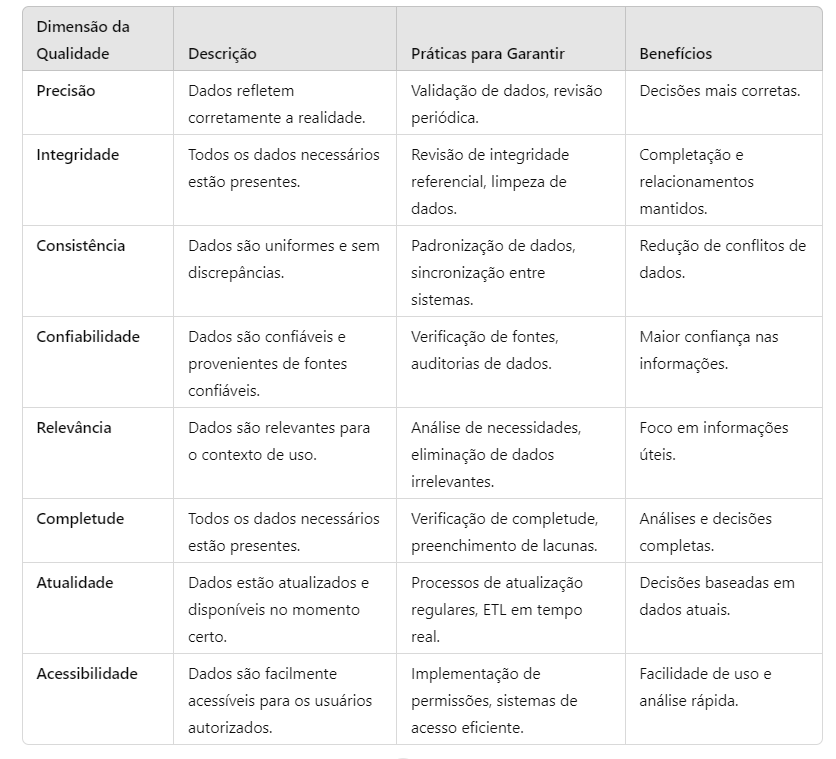 Dimensão da
Qualidade
Descrição
Práticas para Garantir
Benefícios
Precisão
Dados refletem
corretamente a realidade.
Validação de dados, revisão
periódica.
Decisões mais corretas.
Integridade
Todos os dados necessários
estão presentes.
Revisão de integridade
referencial, limpeza de
dados.
Completação e
relacionamentos
mantidos.
Consistência
Dados são uniformes e sem
discrepâncias.
Padronização de dados,
sincronização entre
sistemas.
Redução de conflitos de
dados.
Confiabilidade
Dados são confiáveis e
provenientes de fontes
confiáveis.
Verificação de fontes,
auditorias de dados.
Maior confiança nas
informações.
Relevância
Dados são relevantes para
o contexto de uso.
Análise de necessidades,
eliminação de dados
irrelevantes.
Foco em informações
úteis.
Completude
Todos os dados necessários
estão presentes.
Verificação de completude,
preenchimento de lacunas.
Análises e decisões
completas.
Atualidade
Dados estão atualizados e
disponíveis no momento
certo.
Processos de atualização
regulares, ETL em tempo
real.
Decisões baseadas em
dados atuais.
Acessibilidade
Dados são facilmente
acessíveis para os usuários
autorizados.
Implementação de
permissões, sistemas de
acesso eficiente.
Facilidade de uso e
análise rápida.